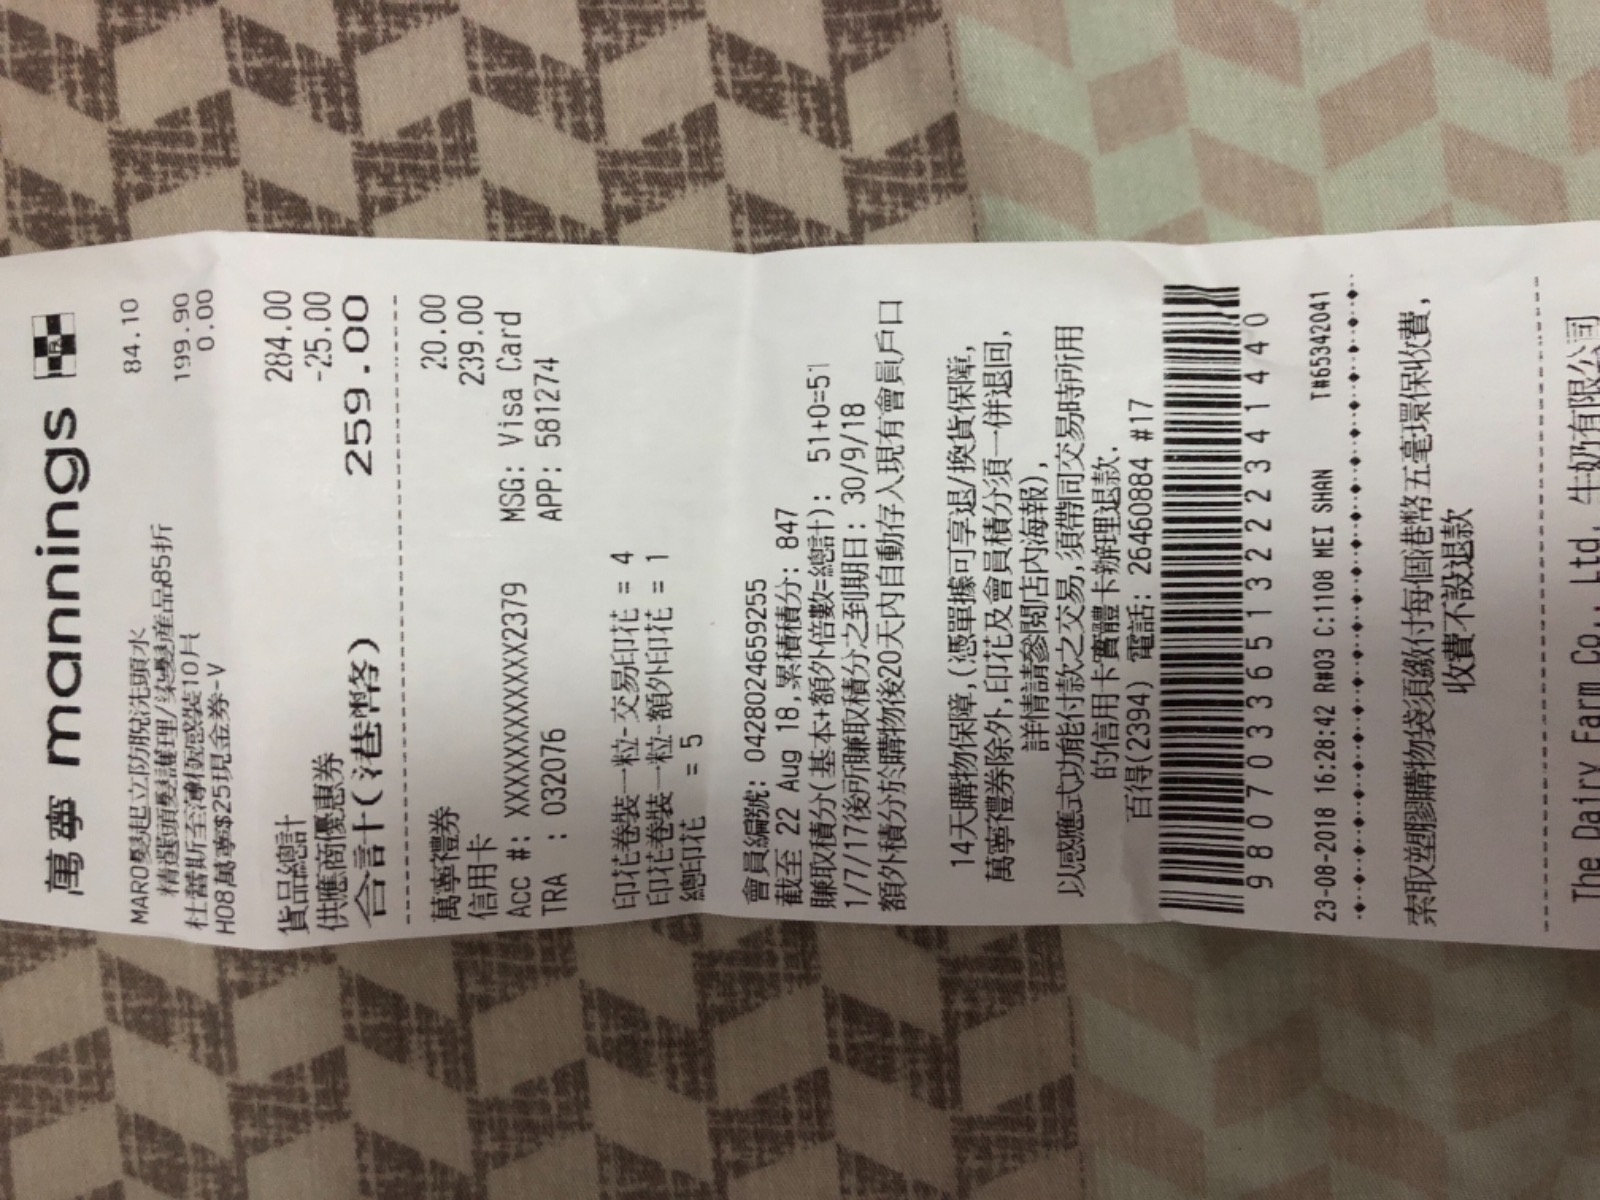 萬寧 mannings
MARO髮起立防脫洗頭水 84.10
精選頭髮護理/染髮產品85折
杜蕾斯至薄極感裝10片 199.90
H08萬寧$25現金券-V 0.00
貨品總計 284.00
供應商優惠券 -25.00
合計(港幣) 259.00
萬寧禮券 20.00
信用卡 239.00
Acc #: XXXXXXXXXXXX2379 MSG: Visa Card
TRA : 032076 APP: 581274
印花卷裝一粒-交易印花 = 4
印花卷裝一粒-額外印花 = 1
總印花 = 5
會員編號: 0428024659255
截至 22 Aug 18,累積積分: 847
賺取積分(基本+額外倍數=總計): 51+0=51
1/7/17後所賺取積分之到期日: 30/9/18
額外積分於購物後20天內自動存入現有會員戶口
14天購物保障,(憑單據可享退/換貨保障,
萬寧禮券除外,印花及會員積分須一併退回,
詳情請參閱店內海報),
以感應式功能付款之交易,須帶同交易時所用
的信用卡實體卡辦理退款.
百得(2394) 電話: 26460884 #17
98070336513222341440
23-08-2018 16:28:42 R#03 C:1108 MEI SHAN T#65342041
索取塑膠購物袋須繳付每個港幣五毫環保收費,
收費不設退款
The Dairy Farm Co., Ltd. 牛奶有限公司